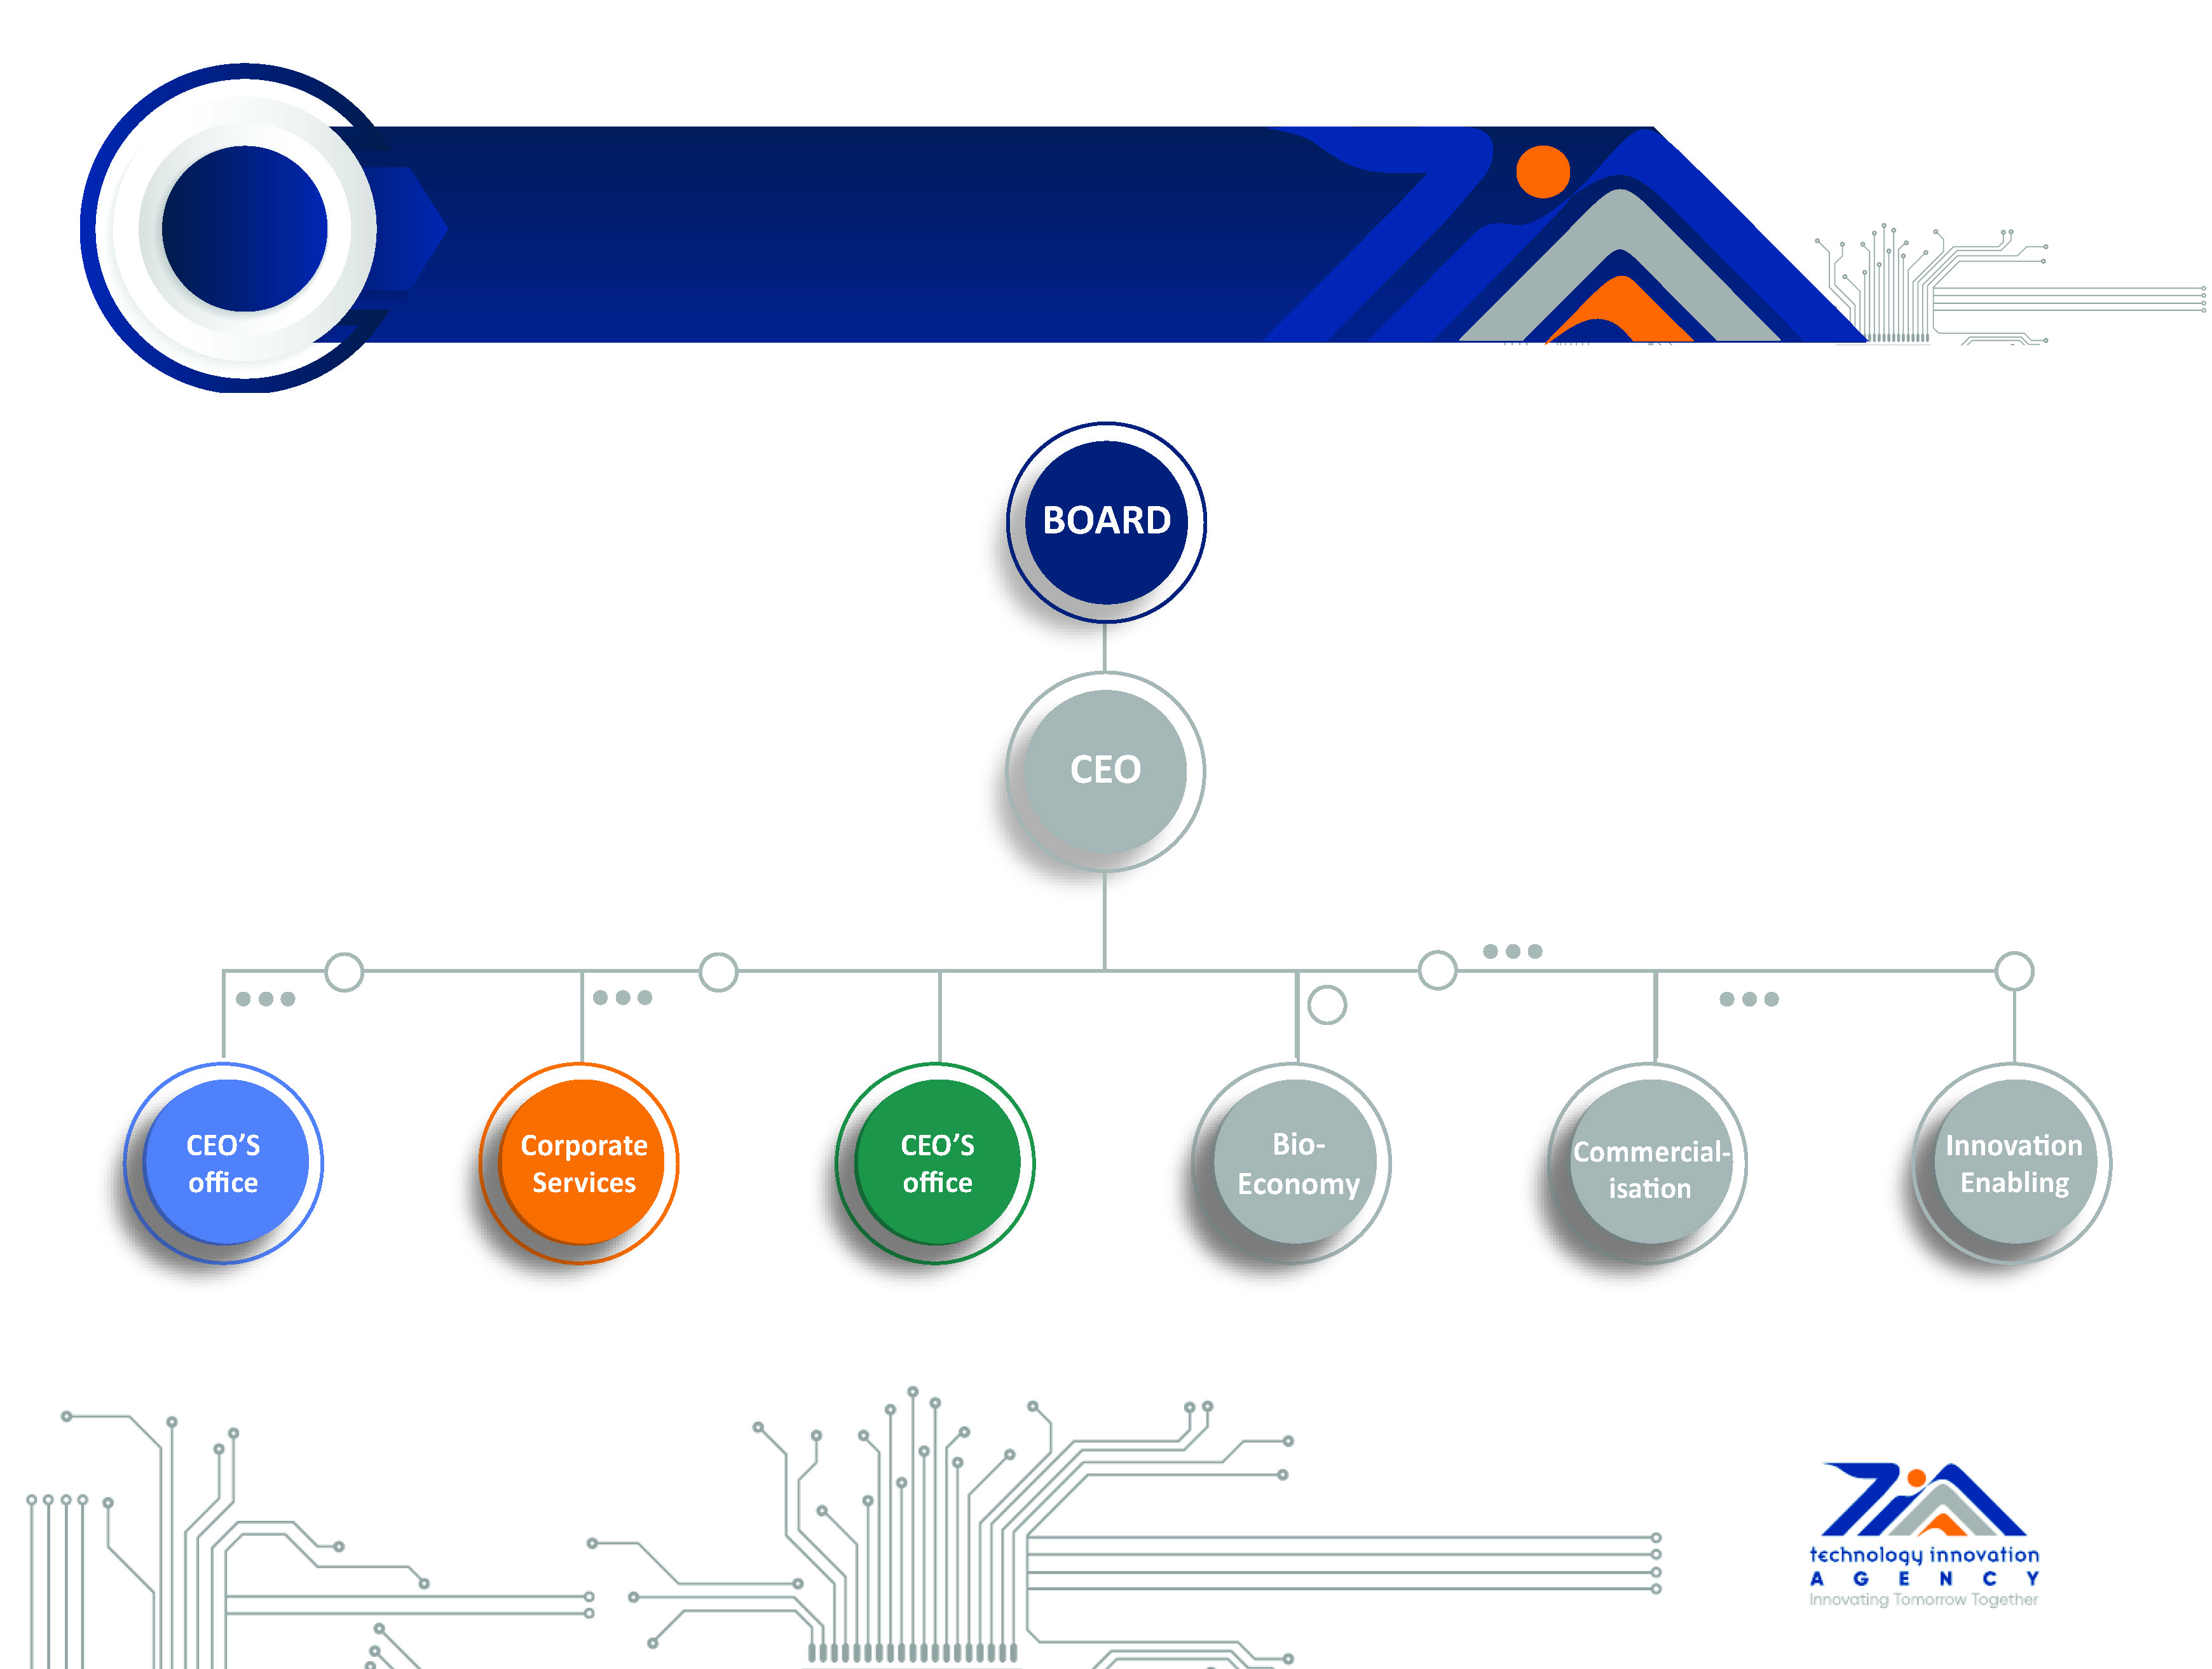 BOARD
CEO
CEO'S
office
Corporate
Services
CEO'S
office
Bio-
Economy
Commercial-
isation
Innovation
Enabling
technology innovation
AGENCY
Innovating Tomorrow Together